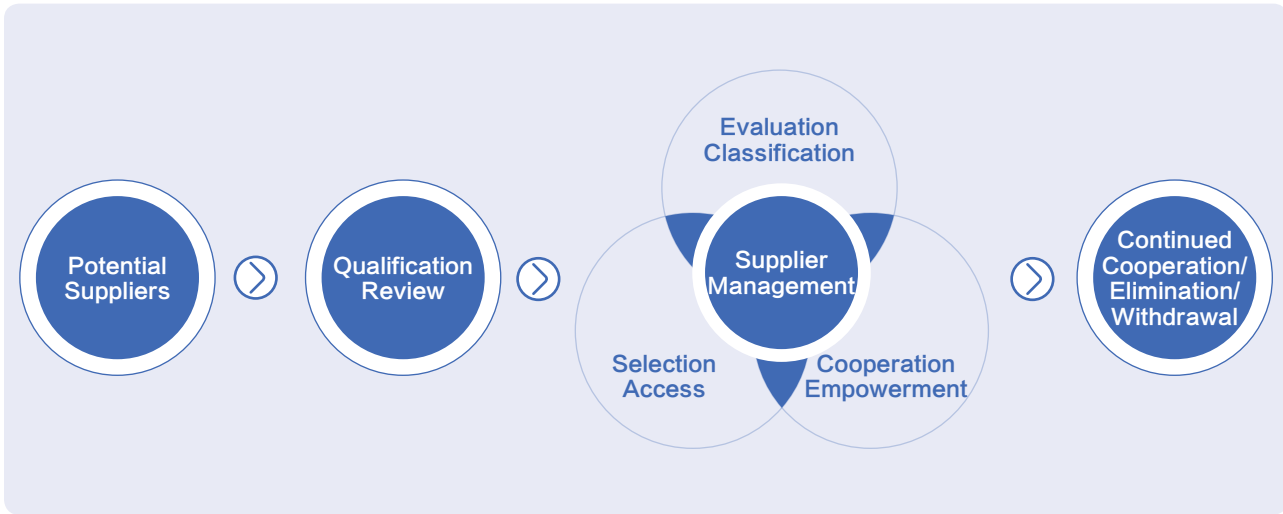 Potential
Suppliers
Qualification
Review
Evaluation
Classification
Supplier
Management
Selection
Access
Cooperation
Empowerment
Continued
Cooperation/
Elimination/
Withdrawal